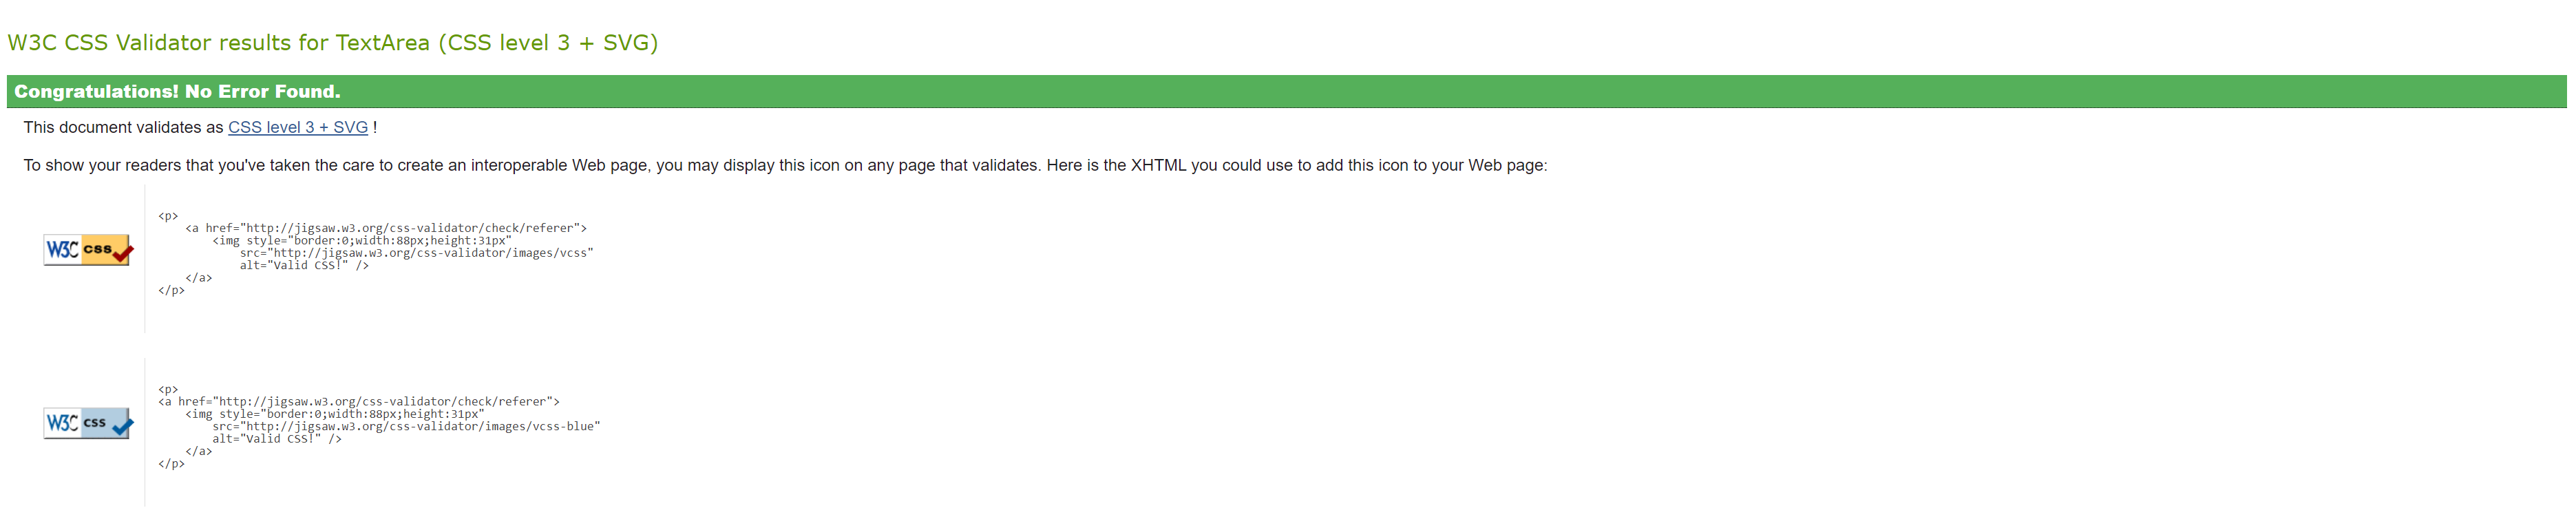 W3C CSS Validator results for TextArea (CSS level 3 + SVG)
Congratulations! No Error Found.
This document validates as CSS level 3 + SVG !
To show your readers that you've taken the care to create an interoperable Web page, you may display this icon on any page that validates. Here is the XHTML you could use to add this icon to your Web page:
W3C css
<p>
    <a href="http://jigsaw.w3.org/css-validator/check/referer">
        <img style="border:0;width:88px;height:31px"
            src="http://jigsaw.w3.org/css-validator/images/vcss"
            alt="Valid CSS!" />
    </a>
</p>
W3C css
<p>
<a href="http://jigsaw.w3.org/css-validator/check/referer">
    <img style="border:0;width:88px;height:31px"
        src="http://jigsaw.w3.org/css-validator/images/vcss-blue"
        alt="Valid CSS!" />
    </a>
</p>